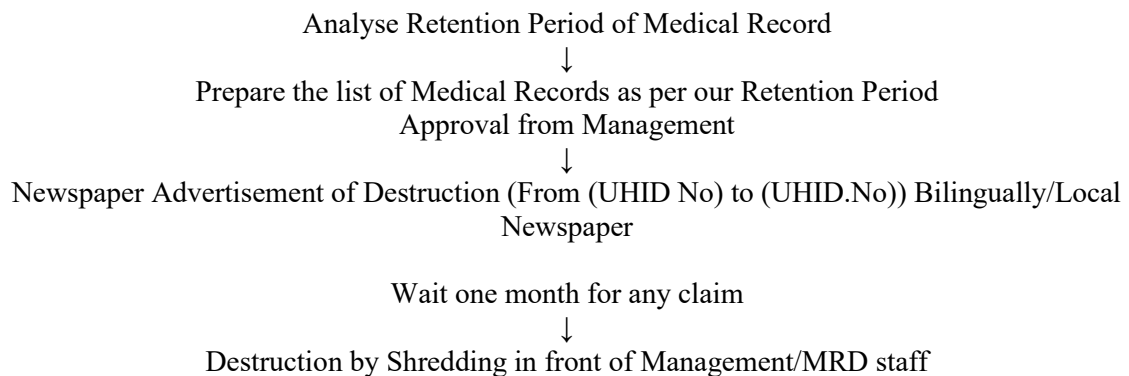 Analyse Retention Period of Medical Record
↓
Prepare the list of Medical Records as per our Retention Period
Approval from Management
↓
Newspaper Advertisement of Destruction (From (UHID No) to (UHID.No)) Bilingually/Local
Newspaper
Wait one month for any claim
↓
Destruction by Shredding in front of Management/MRD staff